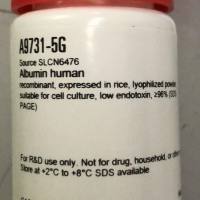 A9731-5G
Source SLCN6476
Albumin human
recombinant, expressed in rice, lyophilized powder
suitable for cell culture, low endotoxin, ≥96% (SDS
PAGE)
For R&D use only. Not for drug, household, or other
Store at +2°C to +8°C SDS available